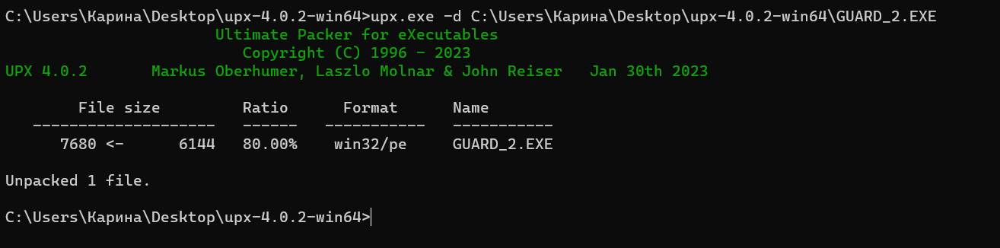 C:\Users\Карина\Desktop\upx-4.0.2-win64>upx.exe -d C:\Users\Карина\Desktop\upx-4.0.2-win64\GUARD_2.EXE
Ultimate Packer for eXecutables
Copyright (C) 1996 - 2023
UPX 4.0.2 Markus Oberhumer, Laszlo Molnar & John Reiser Jan 30th 2023
File size Ratio Format Name
-------------------- ------ ----------- -----------
7680 <- 6144 80.00% win32/pe GUARD_2.EXE
Unpacked 1 file.
C:\Users\Карина\Desktop\upx-4.0.2-win64>